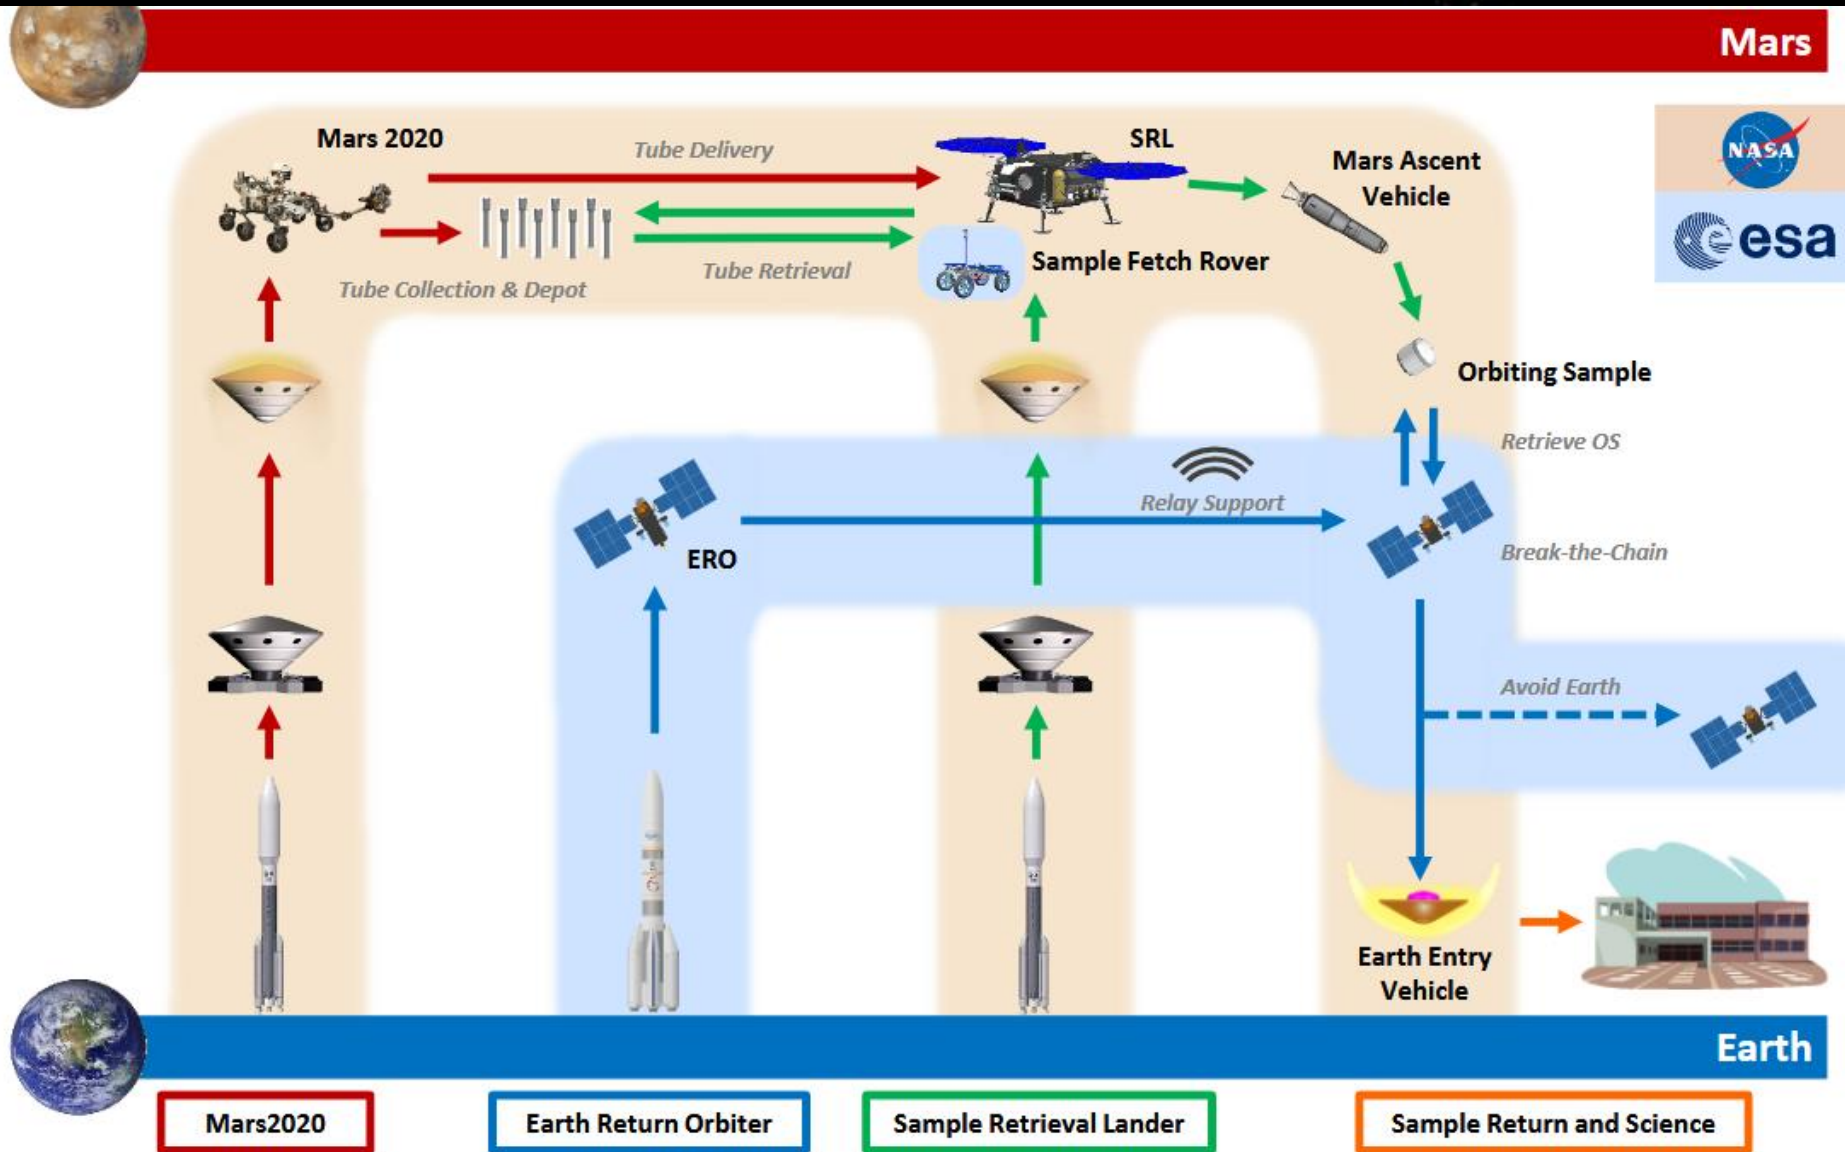 Mars
Mars 2020
Tube Delivery
SRL
Mars Ascent
Vehicle
NASA
esa
Tube Collection & Depot
Tube Retrieval
Sample Fetch Rover
Orbiting Sample
Retrieve OS
Relay Support
ERO
Break-the-Chain
Avoid Earth
Earth Entry
Vehicle
Earth
Mars2020
Earth Return Orbiter
Sample Retrieval Lander
Sample Return and Science